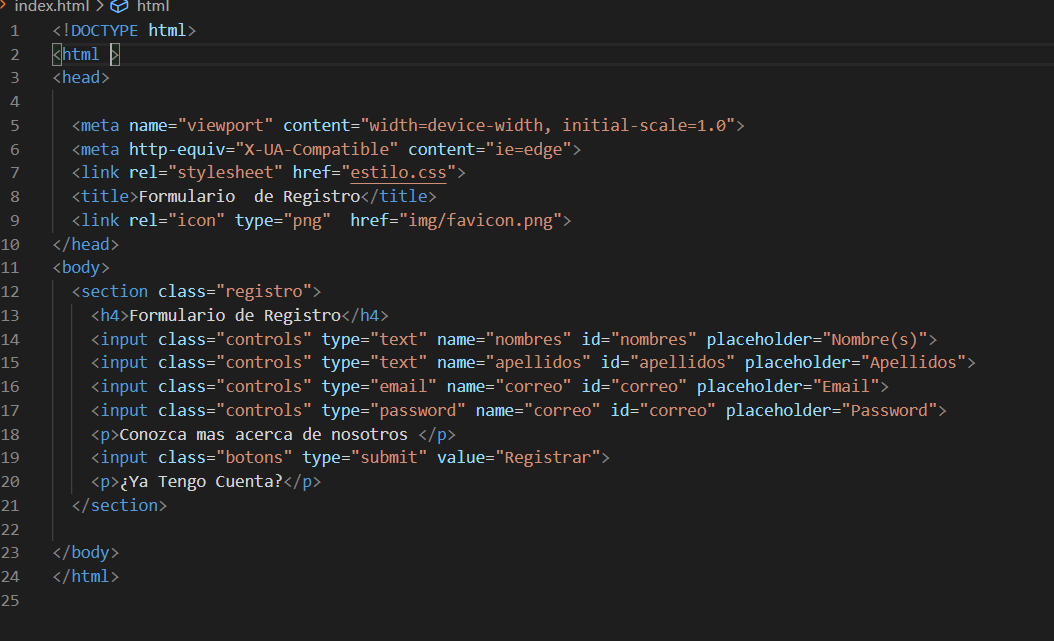 index.html > html
1 <!DOCTYPE html>
2 <html >
3 <head>
4
5 <meta name="viewport" content="width=device-width, initial-scale=1.0">
6 <meta http-equiv="X-UA-Compatible" content="ie=edge">
7 <link rel="stylesheet" href="estilo.css">
8 <title>Formulario  de Registro</title>
9 <link rel="icon" type="png"  href="img/favicon.png">
10 </head>
11 <body>
12 <section class="registro">
13 <h4>Formulario de Registro</h4>
14 <input class="controls" type="text" name="nombres" id="nombres" placeholder="Nombre(s)">
15 <input class="controls" type="text" name="apellidos" id="apellidos" placeholder="Apellidos">
16 <input class="controls" type="email" name="correo" id="correo" placeholder="Email">
17 <input class="controls" type="password" name="correo" id="correo" placeholder="Password">
18 <p>Conozca mas acerca de nosotros </p>
19 <input class="botons" type="submit" value="Registrar">
20 <p>¿Ya Tengo Cuenta?</p>
21 </section>
22
23 </body>
24 </html>
25